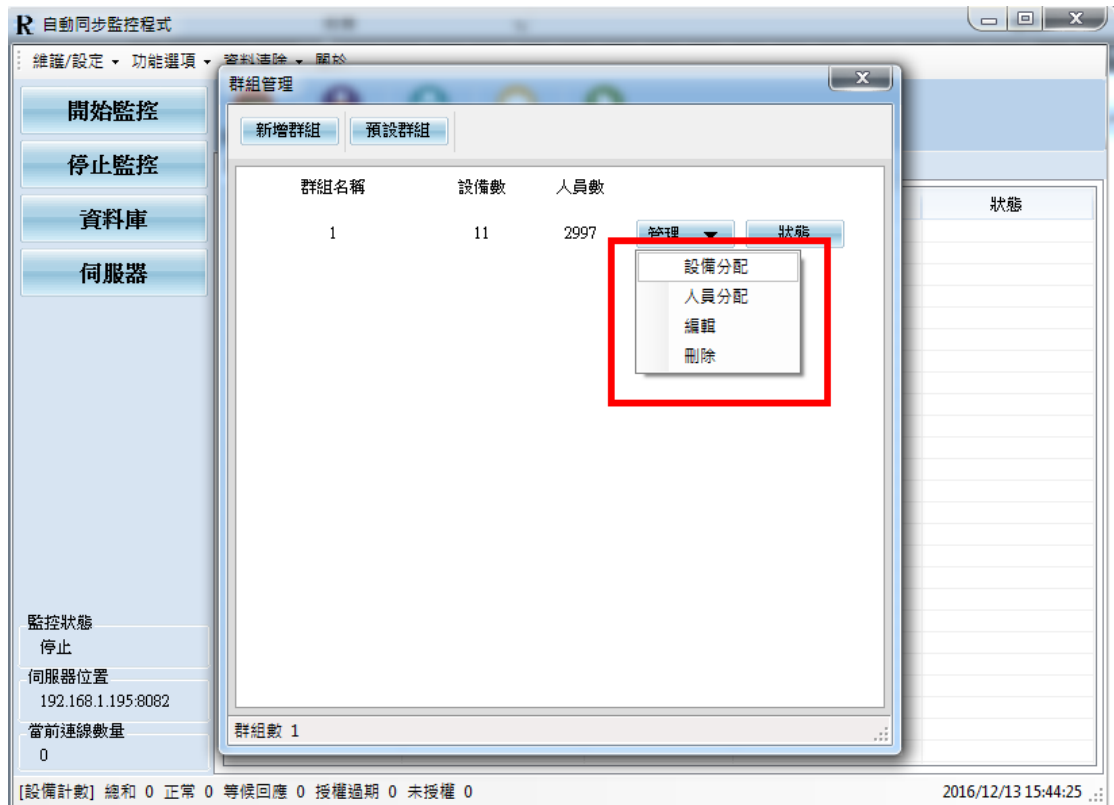 R 自動同步監控程式
維護/設定 功能選項 資料清除 關於
群組管理
新增群組 預設群組
開始監控
停止監控
資料庫
伺服器
群組名稱 設備數 人員數
狀態
1 11 2997 管理 狀態
設備分配
人員分配
編輯
刪除
監控狀態
停止
伺服器位置
192.168.1.195:8082
當前連線數量
0
群組數 1
[設備計數] 總和 0 正常 0 等候回應 0 授權過期 0 未授權 0
2016/12/13 15:44:25